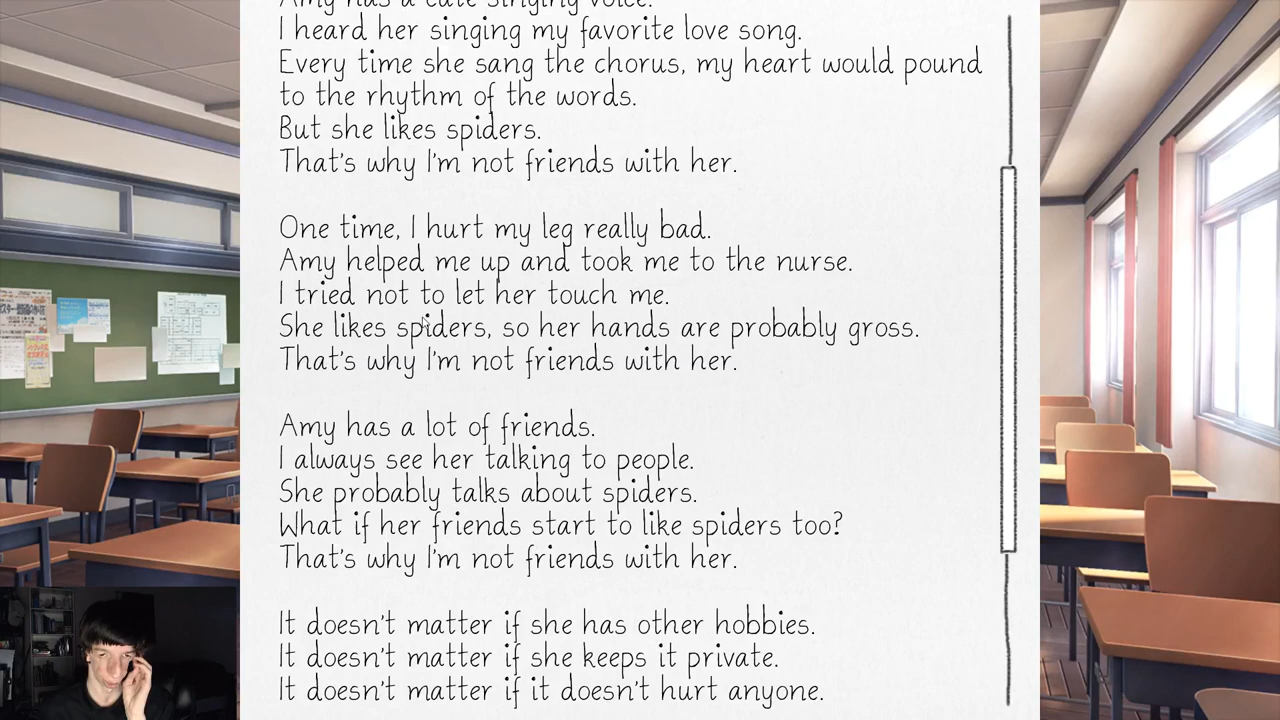 Amy has a cute singing voice.
I heard her singing my favorite love song.
Every time she sang the chorus, my heart would pound
to the rhythm of the words.
But she likes spiders.
That's why I'm not friends with her.
One time, I hurt my leg really bad.
Amy helped me up and took me to the nurse.
I tried not to let her touch me.
She likes spiders, so her hands are probably gross.
That's why I'm not friends with her.
Amy has a lot of friends.
I always see her talking to people.
She probably talks about spiders.
What if her friends start to like spiders too?
That's why I'm not friends with her.
It doesn't matter if she has other hobbies.
It doesn't matter if she keeps it private.
It doesn't matter if it doesn't hurt anyone.